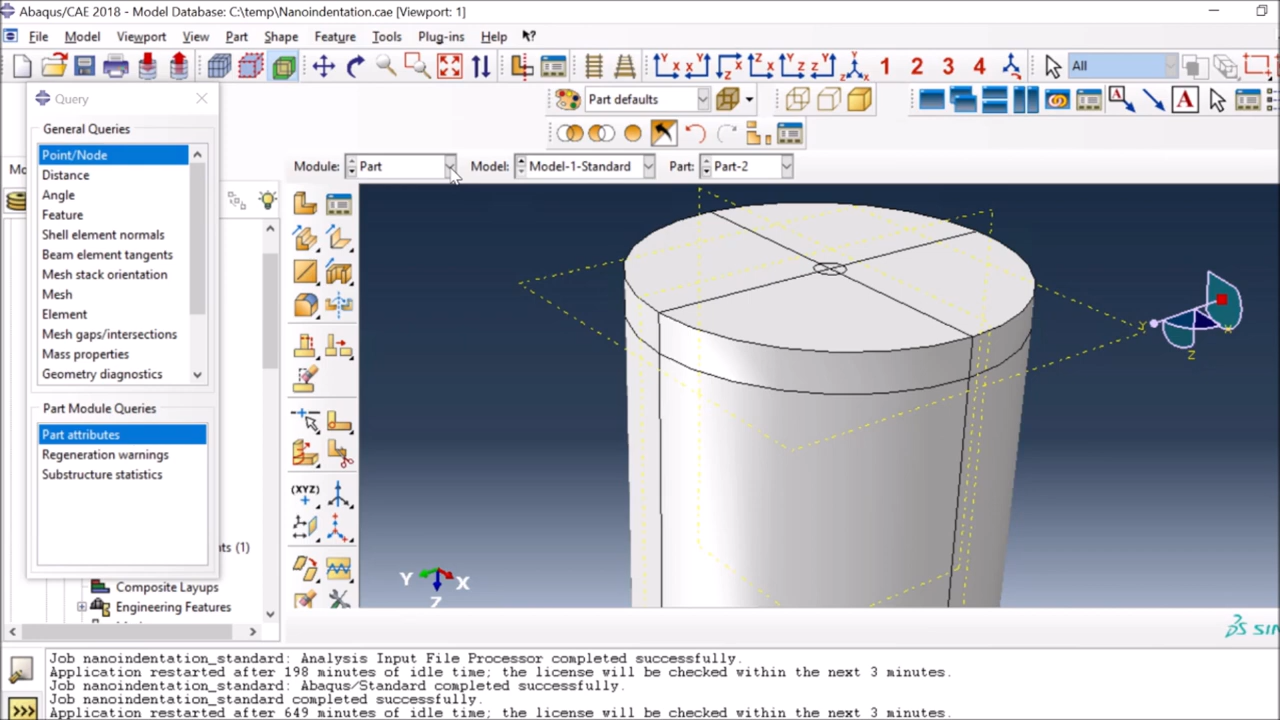 Abaqus/CAE 2018 - Model Database: C:\temp\Nanoindentation.cae [Viewport: 1]
File Model Viewport View Part Shape Feature Tools Plug-ins Help
All
1 2 3 4
Query
General Queries
Point/Node
Distance
Angle
Feature
Shell element normals
Beam element tangents
Mesh stack orientation
Mesh
Element
Mesh gaps/intersections
Mass properties
Geometry diagnostics
Part Module Queries
Part attributes
Regeneration warnings
Substructure statistics
Part defaults
Module: Part Model: Model-1-Standard Part: Part-2
Mo
(XYZ)
ts (1)
Composite Layups
Engineering Features
Y X
Z
Y
X
Z
SIM
Job nanoindentation_standard: Analysis Input File Processor completed successfully.
Application restarted after 198 minutes of idle time; the license will be checked within the next 3 minutes.
Job nanoindentation_standard: Abaqus/Standard completed successfully.
Job nanoindentation_standard completed successfully.
Application restarted after 649 minutes of idle time; the license will be checked within the next 3 minutes.